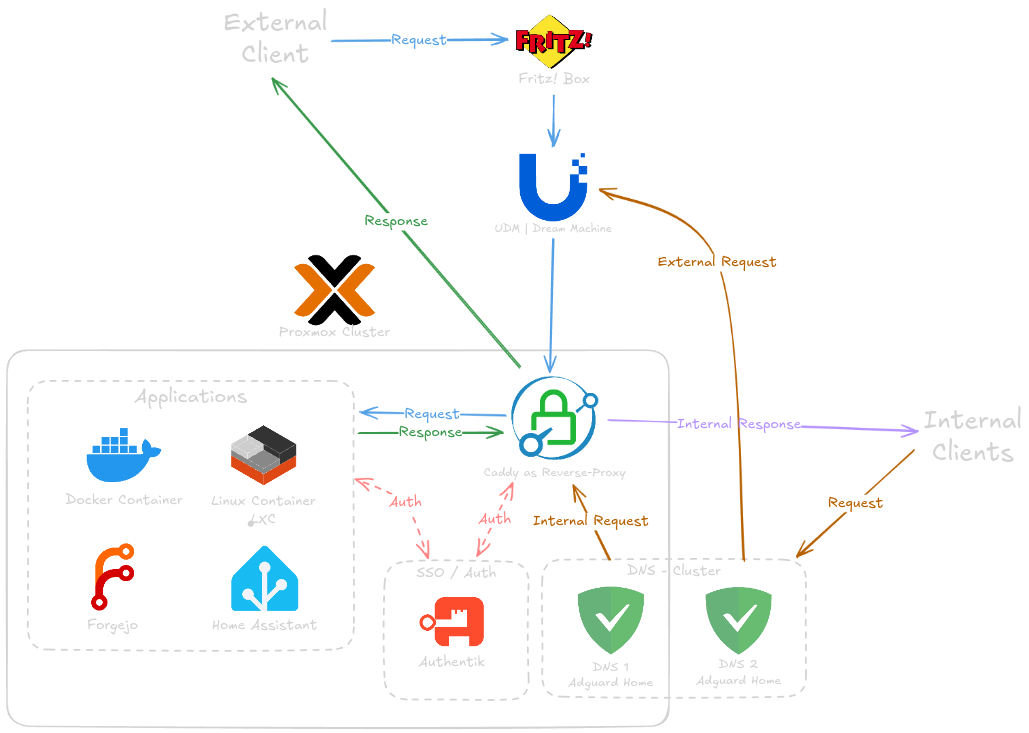 External
Client
Request
FRITZ!
Fritz! Box
UDM | Dream Machine
Response
External Request
Proxmox Cluster
Applications
Request
Response
Internal Response
Internal
Clients
Docker Container
Linux Container
LXC
Caddy as Reverse-Proxy
Auth
Auth
Internal Request
Request
SSO / Auth
DNS - Cluster
Forgejo
Home Assistant
Authentik
DNS 1
Adguard Home
DNS 2
Adguard Home